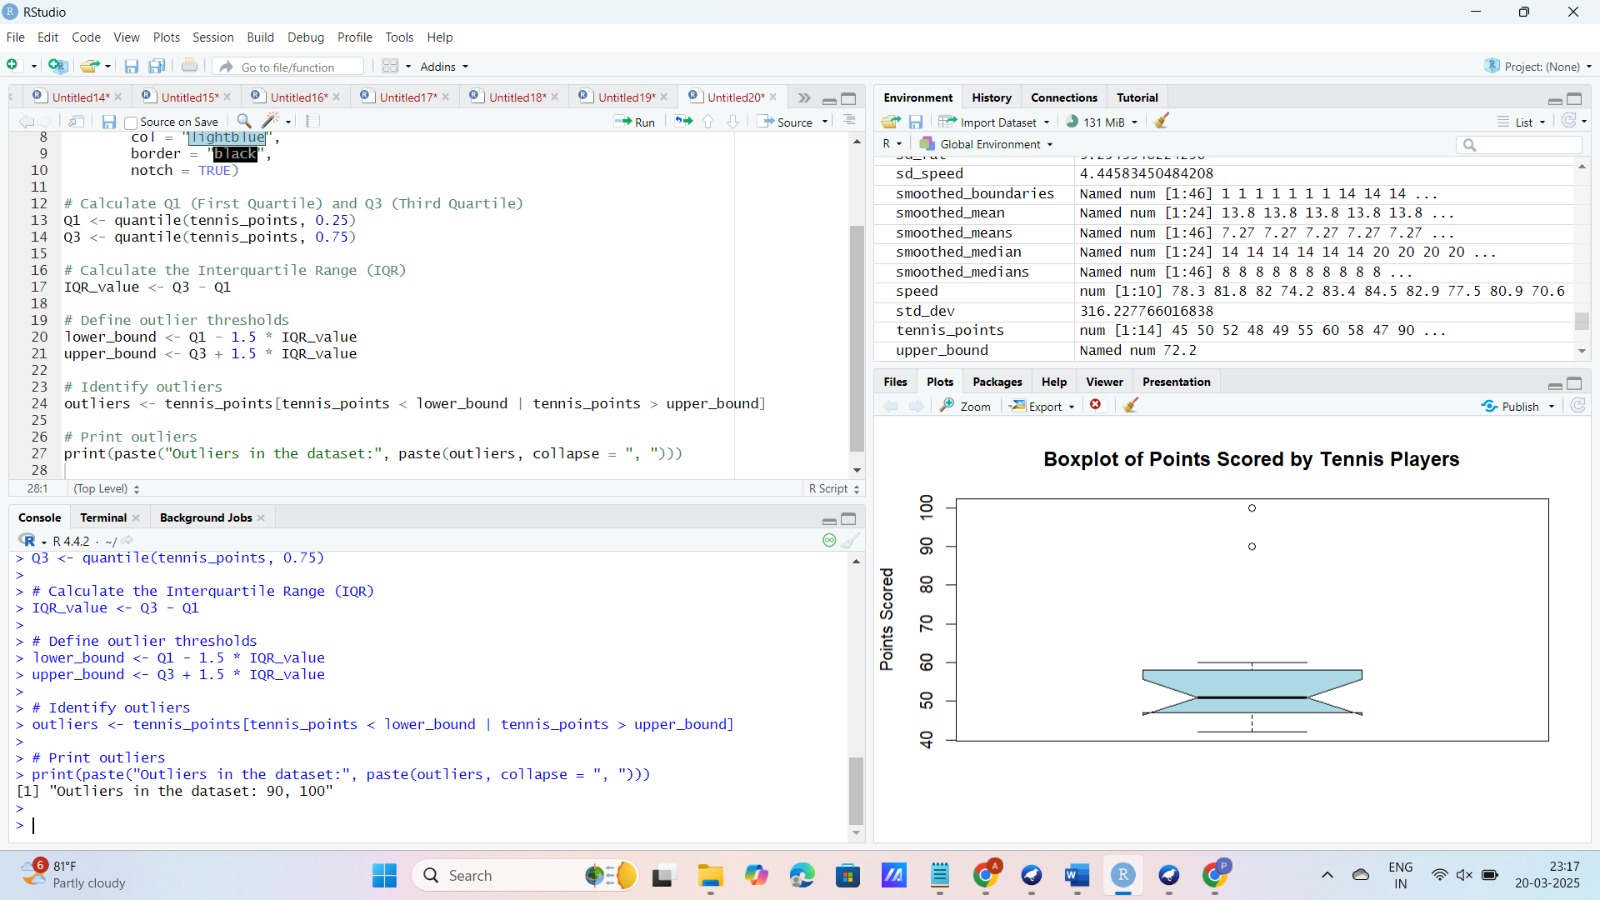 RStudio
File Edit Code View Plots Session Build Debug Profile Tools Help
Go to file/function Addins Project: (None)
Untitled14* Untitled15* Untitled16* Untitled17* Untitled18* Untitled19* Untitled20*
Source on Save Run Source
8 col = "lightblue",
9 border = "black",
10 notch = TRUE)
11
12 # Calculate Q1 (First Quartile) and Q3 (Third Quartile)
13 Q1 <- quantile(tennis_points, 0.25)
14 Q3 <- quantile(tennis_points, 0.75)
15
16 # Calculate the Interquartile Range (IQR)
17 IQR_value <- Q3 - Q1
18
19 # Define outlier thresholds
20 lower_bound <- Q1 - 1.5 * IQR_value
21 upper_bound <- Q3 + 1.5 * IQR_value
22
23 # Identify outliers
24 outliers <- tennis_points[tennis_points < lower_bound | tennis_points > upper_bound]
25
26 # Print outliers
27 print(paste("Outliers in the dataset:", paste(outliers, collapse = ", ")))
28
28:1 (Top Level) R Script
Console Terminal Background Jobs
R 4.4.2 · ~/
> Q3 <- quantile(tennis_points, 0.75)
>
> # Calculate the Interquartile Range (IQR)
> IQR_value <- Q3 - Q1
>
> # Define outlier thresholds
> lower_bound <- Q1 - 1.5 * IQR_value
> upper_bound <- Q3 + 1.5 * IQR_value
>
> # Identify outliers
> outliers <- tennis_points[tennis_points < lower_bound | tennis_points > upper_bound]
>
> # Print outliers
> print(paste("Outliers in the dataset:", paste(outliers, collapse = ", ")))
[1] "Outliers in the dataset: 90, 100"
>
>
Environment History Connections Tutorial
Import Dataset 131 MiB List
R Global Environment
sd_speed 4.44583450484208
smoothed_boundaries Named num [1:46] 1 1 1 1 1 1 1 14 14 14 ...
smoothed_mean Named num [1:24] 13.8 13.8 13.8 13.8 13.8 ...
smoothed_means Named num [1:46] 7.27 7.27 7.27 7.27 7.27 ...
smoothed_median Named num [1:24] 14 14 14 14 14 14 20 20 20 20 ...
smoothed_medians Named num [1:46] 8 8 8 8 8 8 8 8 8 8 ...
speed num [1:10] 78.3 81.8 82 74.2 83.4 84.5 82.9 77.5 80.9 70.6
std_dev 316.227766016838
tennis_points num [1:14] 45 50 52 48 49 55 60 58 47 90 ...
upper_bound Named num 72.2
Files Plots Packages Help Viewer Presentation
Zoom Export Publish
Boxplot of Points Scored by Tennis Players
Points Scored
100
90
80
70
60
50
40
6 81°F
Partly cloudy
Search
A
W
R
P
ENG
IN
23:17
20-03-2025